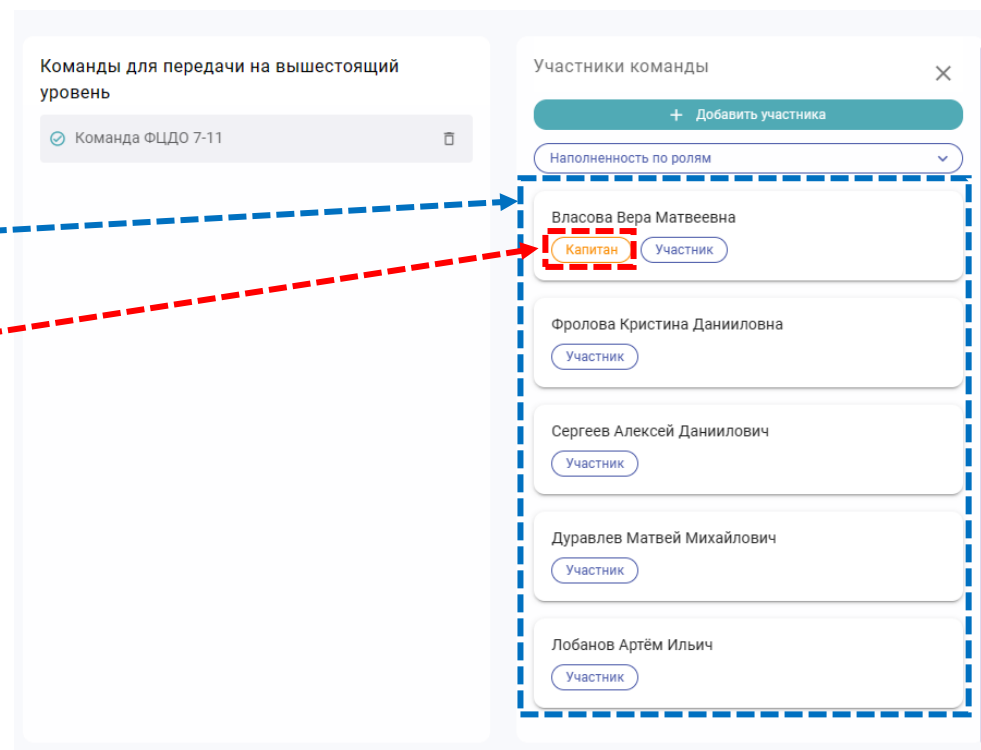 Команды для передачи на вышестоящий
уровень
Команда ФЦДО 7-11
Участники команды
+ Добавить участника
Наполненность по ролям
Власова Вера Матвеевна
Капитан Участник
Фролова Кристина Данииловна
Участник
Сергеев Алексей Даниилович
Участник
Дуравлев Матвей Михайлович
Участник
Лобанов Артём Ильич
Участник